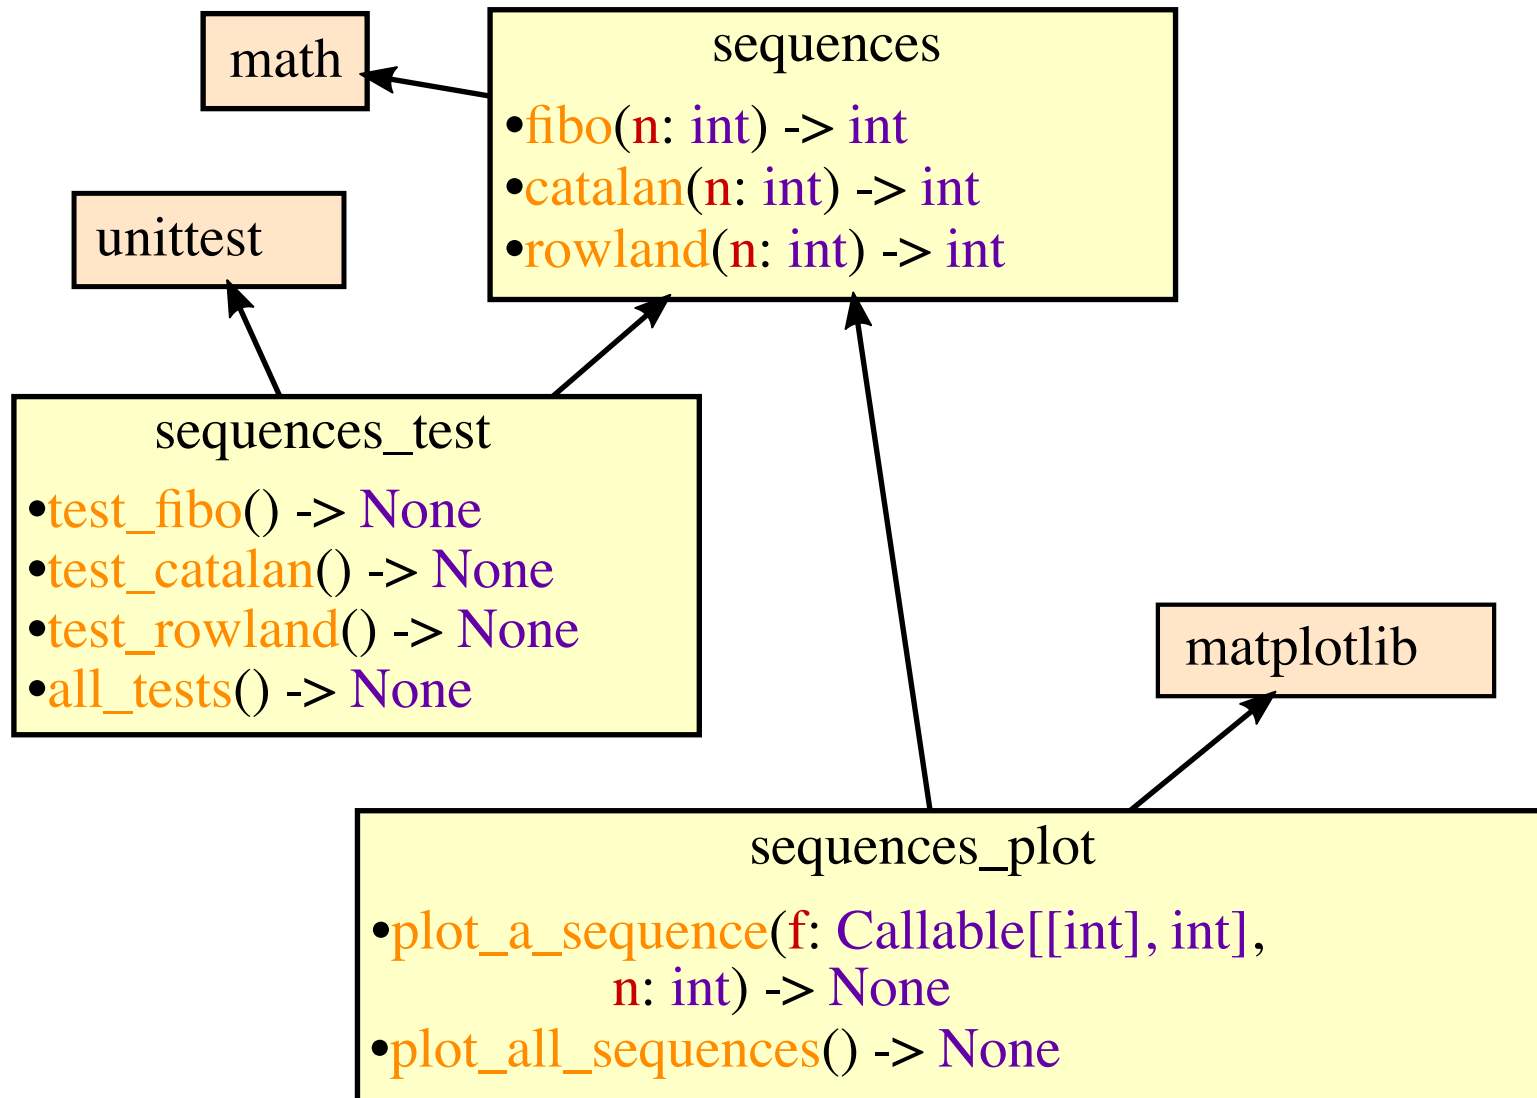 math
sequences
•fibo(n: int) -> int
•catalan(n: int) -> int
•rowland(n: int) -> int
unittest
sequences_test
•test_fibo() -> None
•test_catalan() -> None
•test_rowland() -> None
•all_tests() -> None
matplotlib
sequences_plot
•plot_a_sequence(f: Callable[[int], int],
n: int) -> None
•plot_all_sequences() -> None